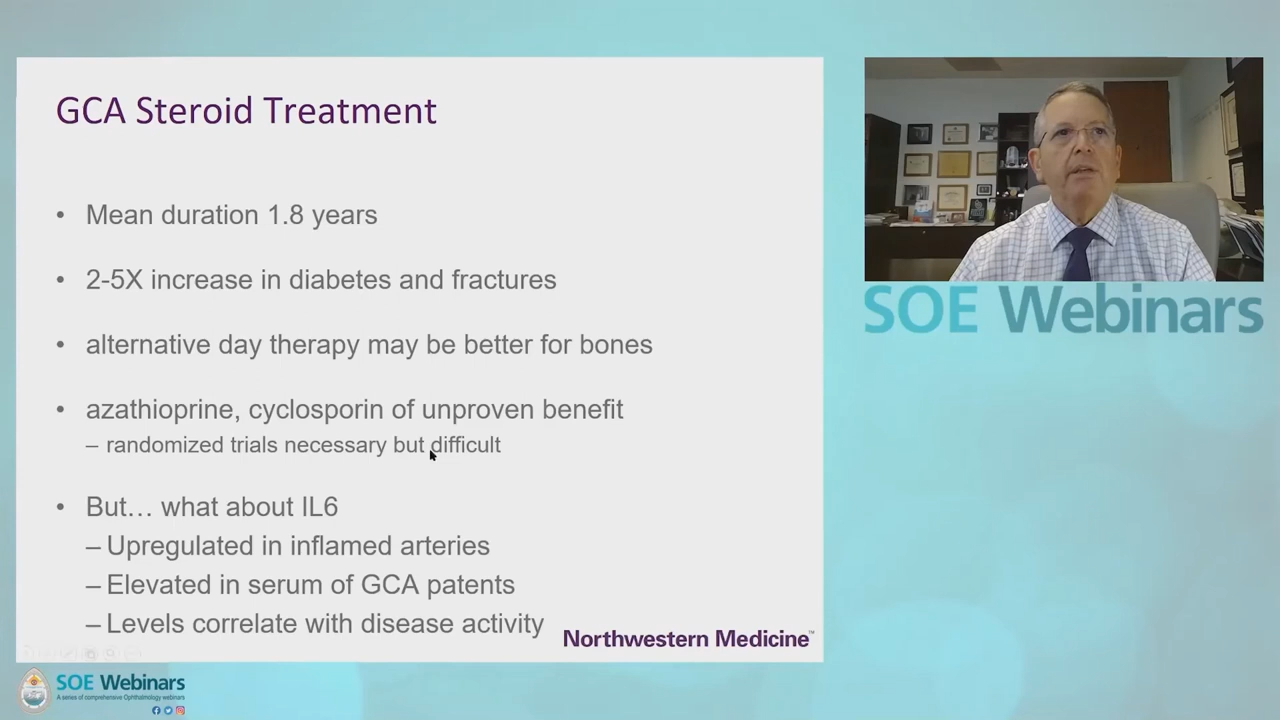 GCA Steroid Treatment
• Mean duration 1.8 years
• 2-5X increase in diabetes and fractures
• alternative day therapy may be better for bones
• azathioprine, cyclosporin of unproven benefit
– randomized trials necessary but difficult
• But… what about IL6
– Upregulated in inflamed arteries
– Elevated in serum of GCA patents
– Levels correlate with disease activity
Northwestern Medicine™
SOE Webinars
SOE Webinars
A series of comprehensive Ophthalmology webinars